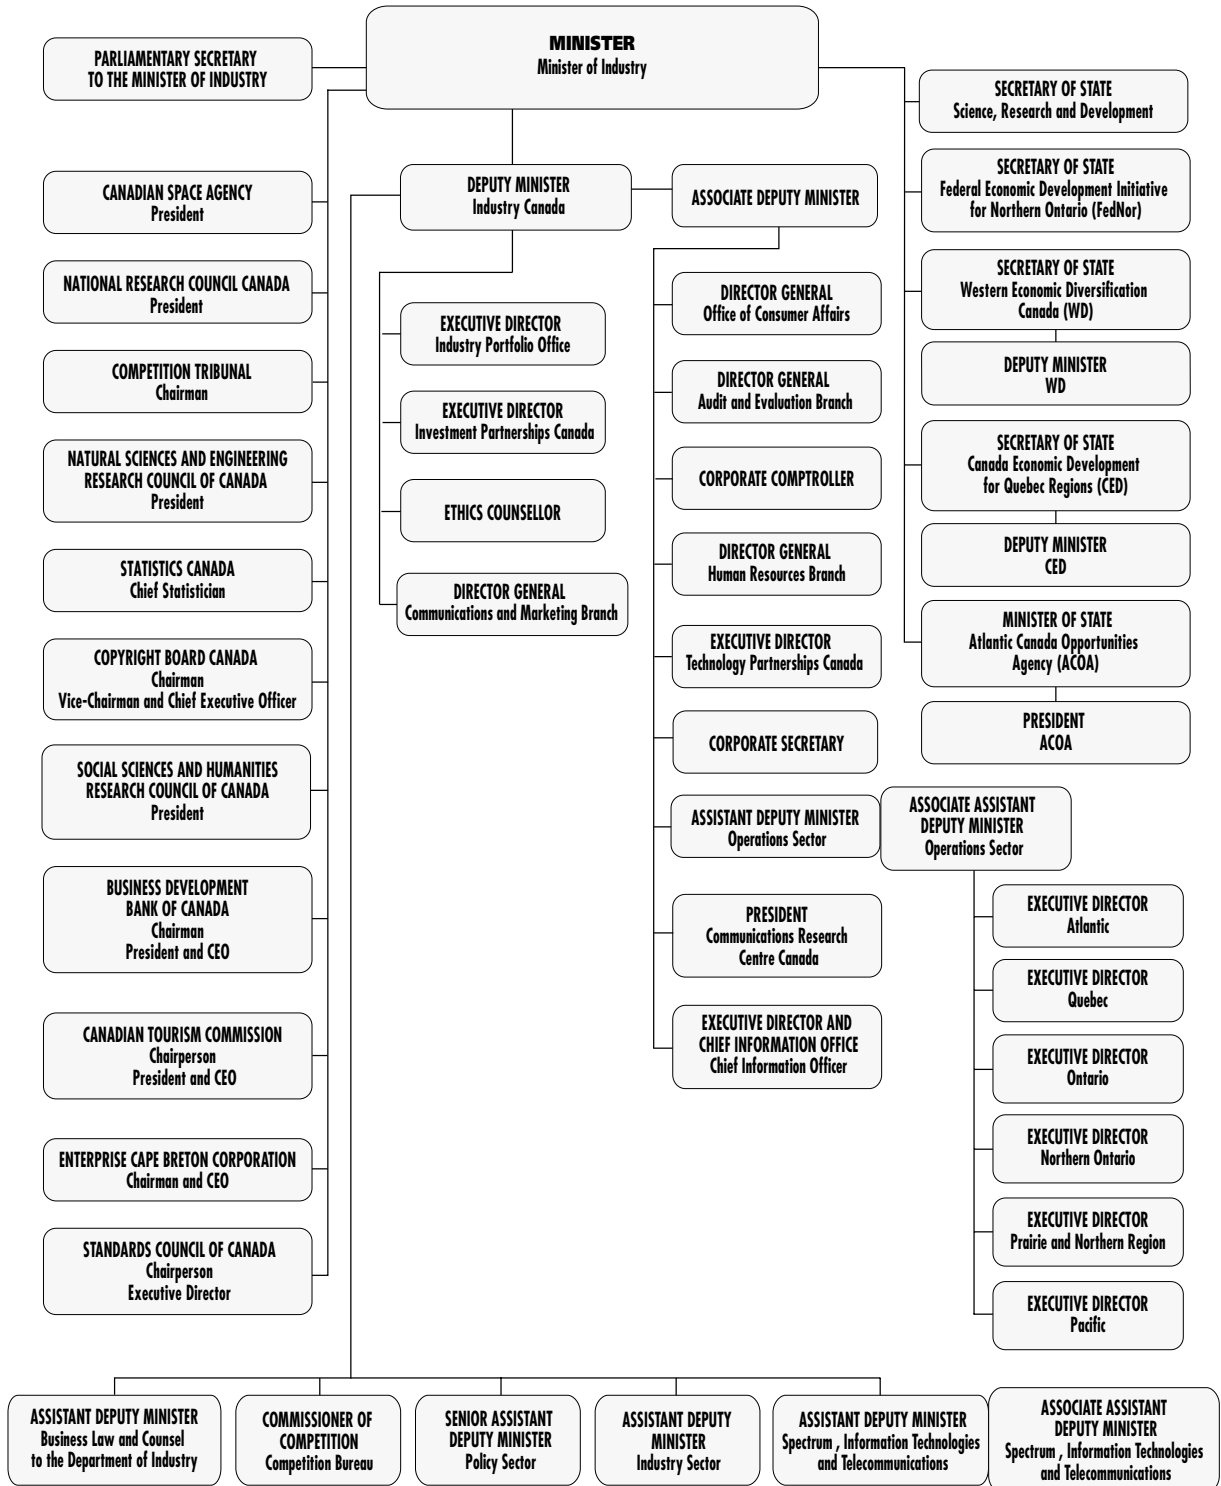 MINISTER
Minister of Industry
PARLIAMENTARY SECRETARY
TO THE MINISTER OF INDUSTRY
CANADIAN SPACE AGENCY
President
NATIONAL RESEARCH COUNCIL CANADA
President
COMPETITION TRIBUNAL
Chairman
NATURAL SCIENCES AND ENGINEERING
RESEARCH COUNCIL OF CANADA
President
STATISTICS CANADA
Chief Statistician
COPYRIGHT BOARD CANADA
Chairman
Vice-Chairman and Chief Executive Officer
SOCIAL SCIENCES AND HUMANITIES
RESEARCH COUNCIL OF CANADA
President
BUSINESS DEVELOPMENT
BANK OF CANADA
Chairman
President and CEO
CANADIAN TOURISM COMMISSION
Chairperson
President and CEO
ENTERPRISE CAPE BRETON CORPORATION
Chairman and CEO
STANDARDS COUNCIL OF CANADA
Chairperson
Executive Director
DEPUTY MINISTER
Industry Canada
EXECUTIVE DIRECTOR
Industry Portfolio Office
EXECUTIVE DIRECTOR
Investment Partnerships Canada
ETHICS COUNSELLOR
DIRECTOR GENERAL
Communications and Marketing Branch
ASSOCIATE DEPUTY MINISTER
DIRECTOR GENERAL
Office of Consumer Affairs
DIRECTOR GENERAL
Audit and Evaluation Branch
CORPORATE COMPTROLLER
DIRECTOR GENERAL
Human Resources Branch
EXECUTIVE DIRECTOR
Technology Partnerships Canada
CORPORATE SECRETARY
ASSISTANT DEPUTY MINISTER
Operations Sector
PRESIDENT
Communications Research
Centre Canada
EXECUTIVE DIRECTOR AND
CHIEF INFORMATION OFFICE
Chief Information Officer
SECRETARY OF STATE
Science, Research and Development
SECRETARY OF STATE
Federal Economic Development Initiative
for Northern Ontario (FedNor)
SECRETARY OF STATE
Western Economic Diversification
Canada (WD)
DEPUTY MINISTER
WD
SECRETARY OF STATE
Canada Economic Development
for Quebec Regions (CED)
DEPUTY MINISTER
CED
MINISTER OF STATE
Atlantic Canada Opportunities
Agency (ACOA)
PRESIDENT
ACOA
ASSOCIATE ASSISTANT
DEPUTY MINISTER
Operations Sector
EXECUTIVE DIRECTOR
Atlantic
EXECUTIVE DIRECTOR
Quebec
EXECUTIVE DIRECTOR
Ontario
EXECUTIVE DIRECTOR
Northern Ontario
EXECUTIVE DIRECTOR
Prairie and Northern Region
EXECUTIVE DIRECTOR
Pacific
ASSISTANT DEPUTY MINISTER
Business Law and Counsel
to the Department of Industry
COMMISSIONER OF
COMPETITION
Competition Bureau
SENIOR ASSISTANT
DEPUTY MINISTER
Policy Sector
ASSISTANT DEPUTY
MINISTER
Industry Sector
ASSISTANT DEPUTY MINISTER
Spectrum , Information Technologies
and Telecommunications
ASSOCIATE ASSISTANT
DEPUTY MINISTER
Spectrum , Information Technologies
and Telecommunications